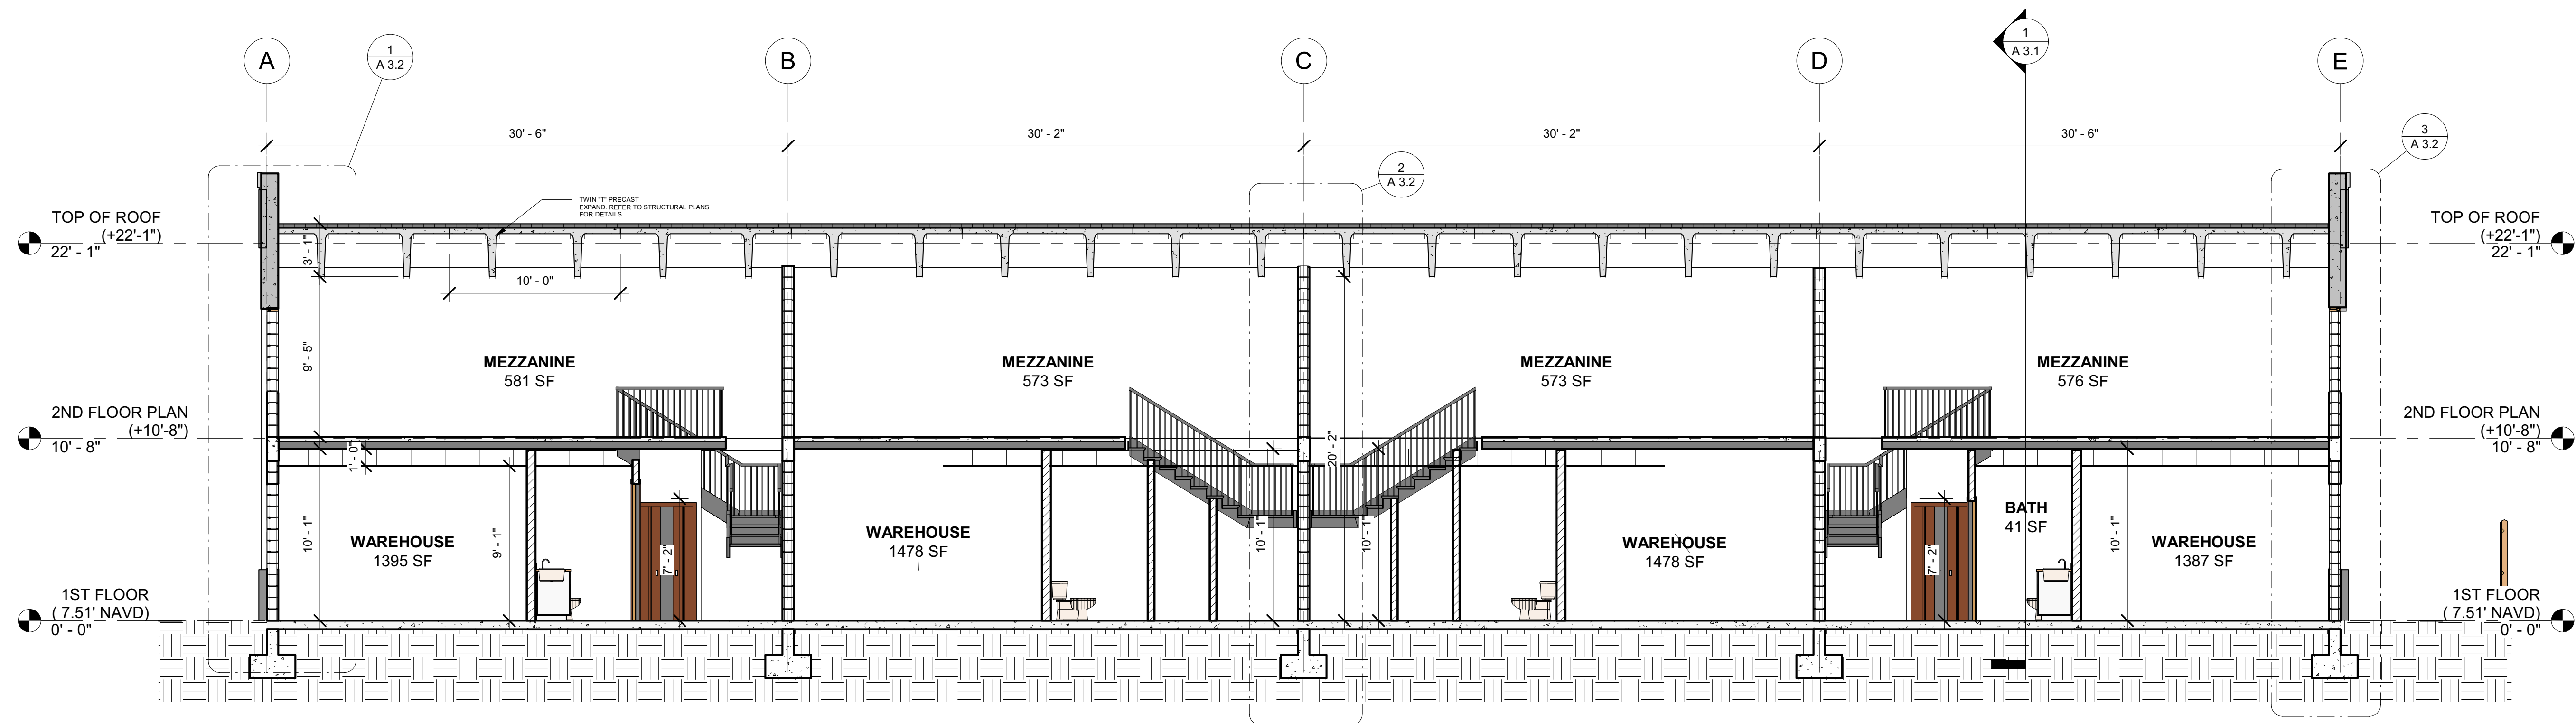 A
1
A 3.2
B
C
D
1
A 3.1
E
30' - 6"
30' - 2"
30' - 2"
30' - 6"
3
A 3.2
2
A 3.2
TWIN "T" PRECAST
EXPAND. REFER TO STRUCTURAL PLANS
FOR DETAILS.
TOP OF ROOF
(+22'-1")
22' - 1"
TOP OF ROOF
(+22'-1")
22' - 1"
3' - 1"
10' - 0"
9' - 5"
MEZZANINE
581 SF
MEZZANINE
573 SF
MEZZANINE
573 SF
MEZZANINE
576 SF
2ND FLOOR PLAN
(+10'-8")
10' - 8"
2ND FLOOR PLAN
(+10'-8")
10' - 8"
1' - 0"
20' - 2"
10' - 1"
WAREHOUSE
1395 SF
9' - 1"
7' - 2"
WAREHOUSE
1478 SF
10' - 1"
10' - 1"
WAREHOUSE
1478 SF
7' - 2"
BATH
41 SF
10' - 1"
WAREHOUSE
1387 SF
1ST FLOOR
( 7.51' NAVD)
0' - 0"
1ST FLOOR
( 7.51' NAVD)
0' - 0"